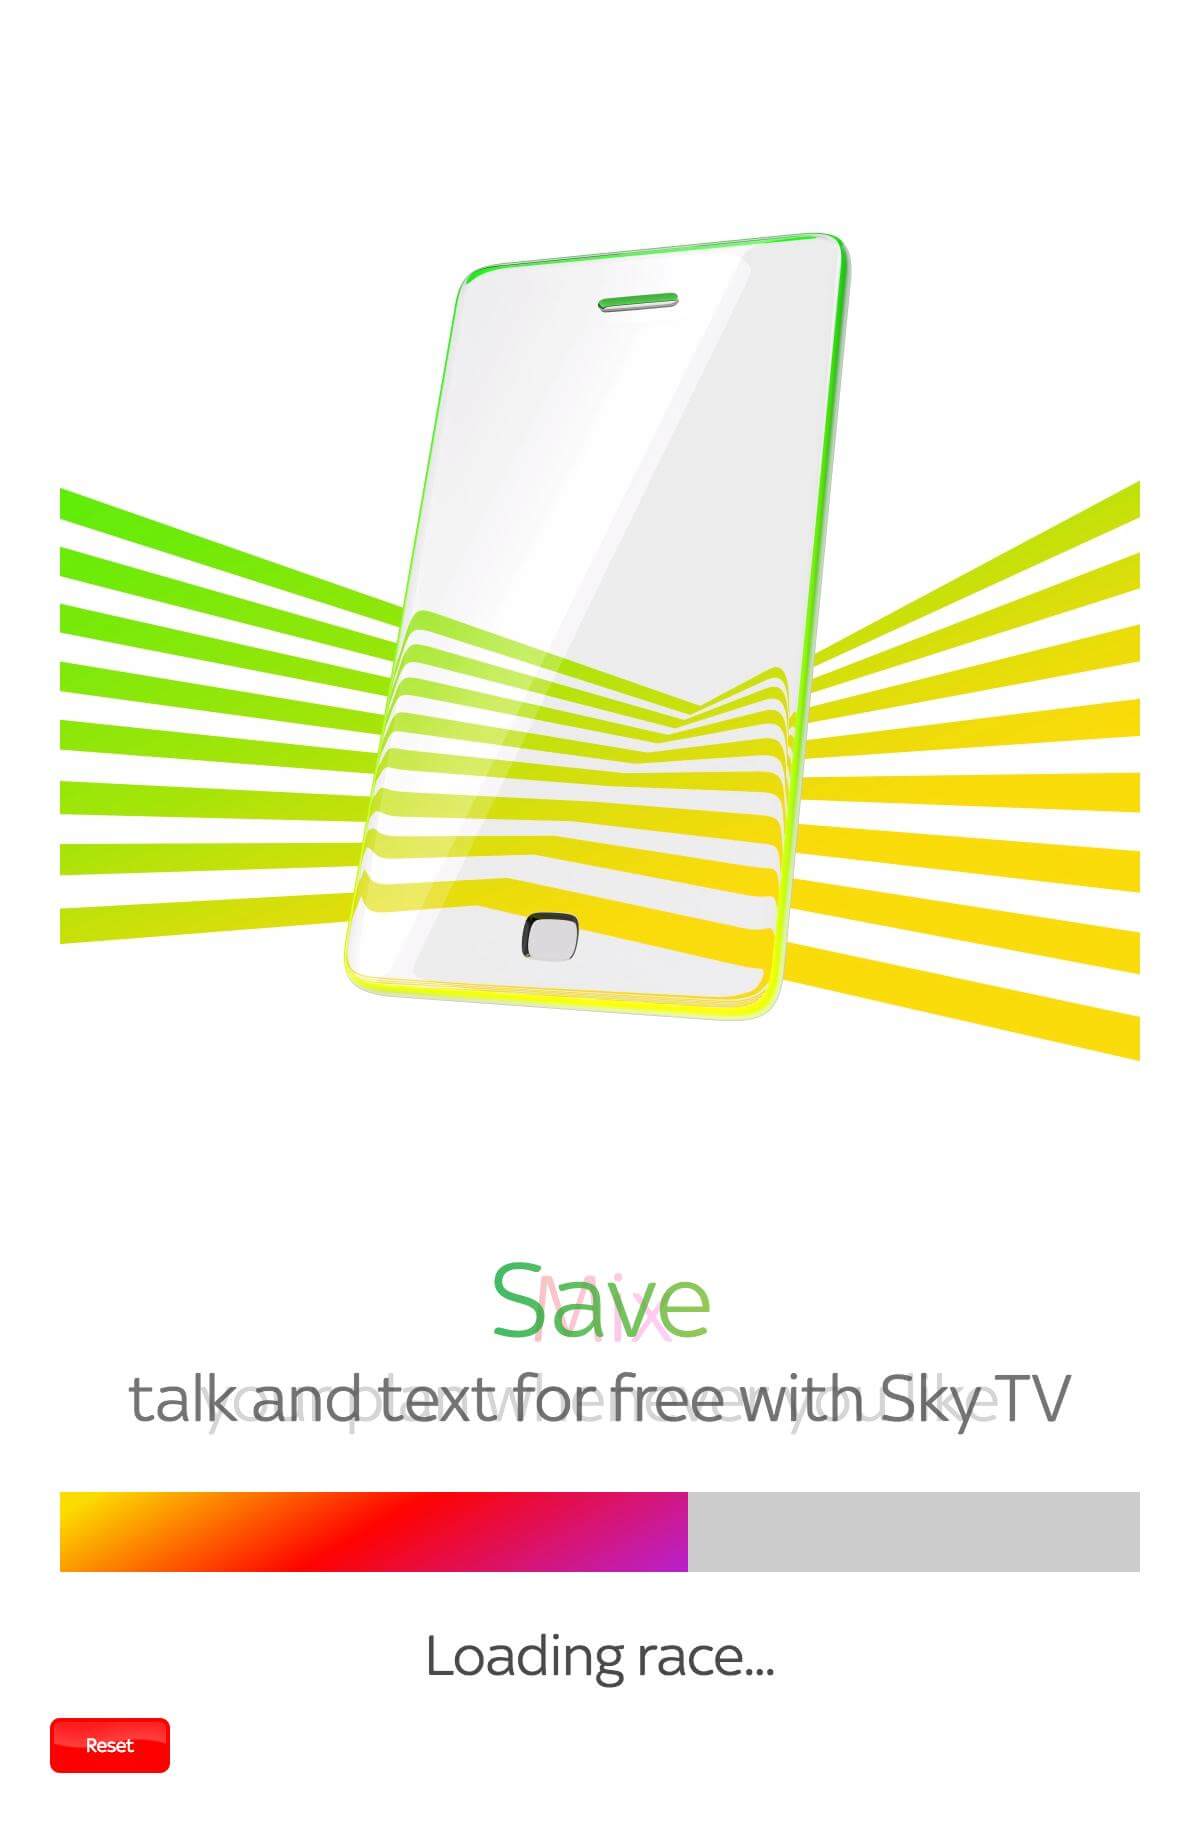 Save
Mix
talk and text for free with Sky TV
your plan whenever you like
Loading race...
Reset